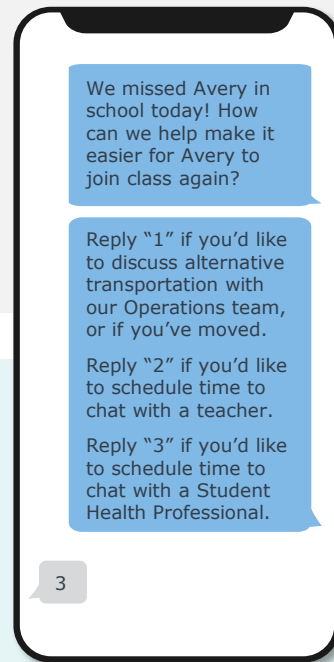 We missed Avery in
school today! How
can we help make it
easier for Avery to
join class again?
Reply “1” if you’d like
to discuss alternative
transportation with
our Operations team,
or if you’ve moved.
Reply “2” if you’d like
to schedule time to
chat with a teacher.
Reply “3” if you’d like
to schedule time to
chat with a Student
Health Professional.
3